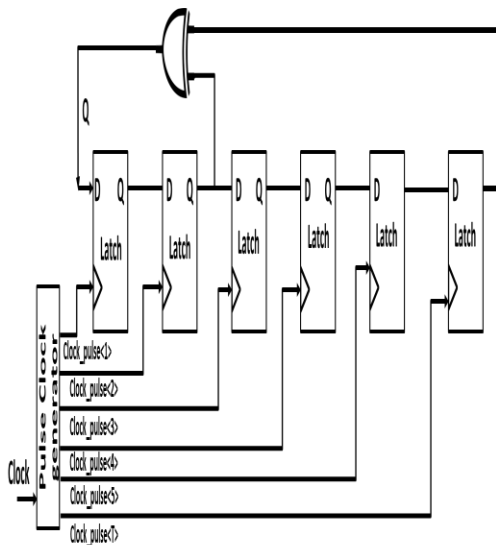 Q
D Q D Q D Q D Q D D
Latch Latch Latch Latch Latch Latch
Pulse Clock generator
Clock_pulse<1>
Clock_pulse<2>
Clock_pulse<3>
Clock_pulse<4>
Clock
Clock_pulse<5>
Clock_pulse<T>